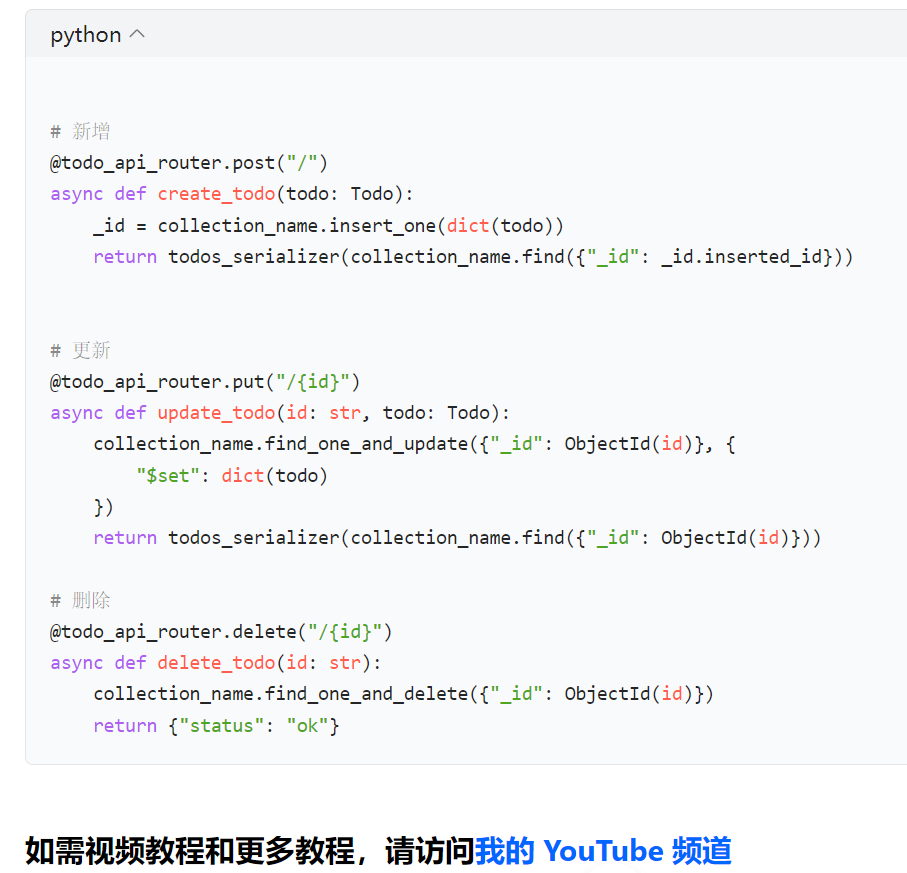 python
# 新增
@todo_api_router.post("/")
async def create_todo(todo: Todo):
    _id = collection_name.insert_one(dict(todo))
    return todos_serializer(collection_name.find({"_id": _id.inserted_id}))
# 更新
@todo_api_router.put("/{id}")
async def update_todo(id: str, todo: Todo):
    collection_name.find_one_and_update({"_id": ObjectId(id)}, {
        "$set": dict(todo)
    })
    return todos_serializer(collection_name.find({"_id": ObjectId(id)}))
# 删除
@todo_api_router.delete("/{id}")
async def delete_todo(id: str):
    collection_name.find_one_and_delete({"_id": ObjectId(id)})
    return {"status": "ok"}
如需视频教程和更多教程，请访问我的 YouTube 频道